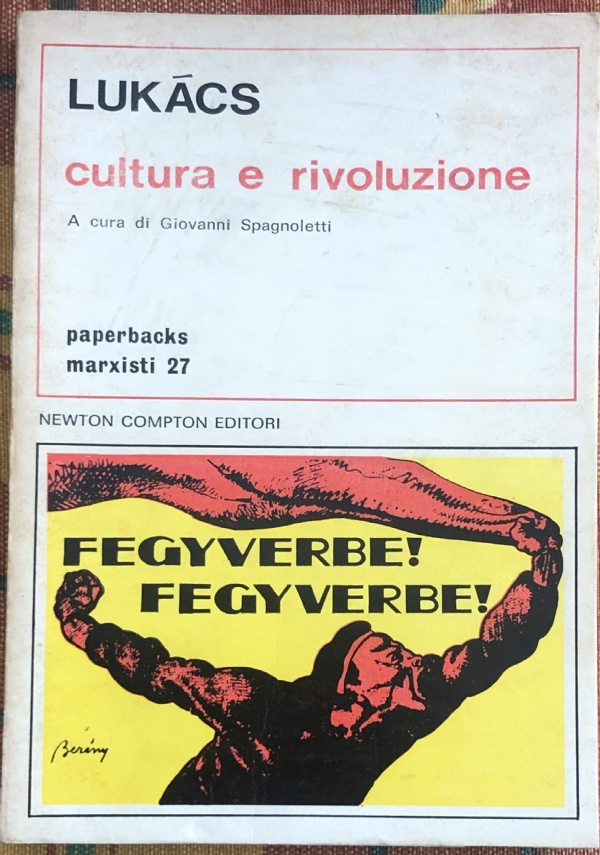 LUKÁCS
cultura e rivoluzione
A cura di Giovanni Spagnoletti
paperbacks
marxisti 27
NEWTON COMPTON EDITORI
FEGYVERBE!
FEGYVERBE!
Berény